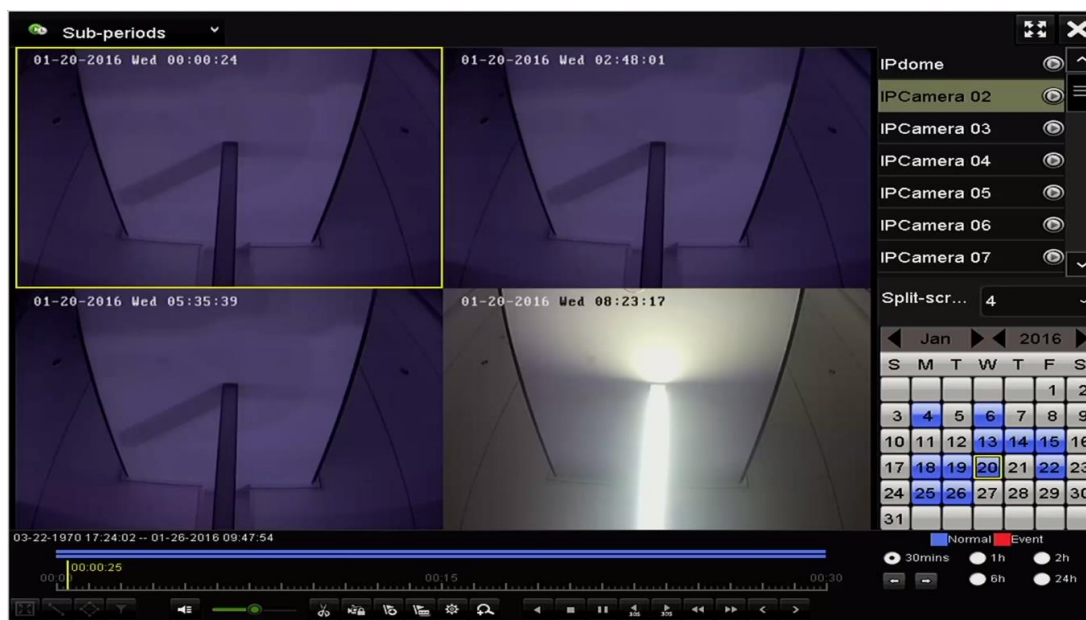 Sub-periods
01-20-2016 Wed 00:00:24
01-20-2016 Wed 02:48:01
01-20-2016 Wed 05:35:39
01-20-2016 Wed 08:23:17
IPdome
IPCamera 02
IPCamera 03
IPCamera 04
IPCamera 05
IPCamera 06
IPCamera 07
Split-scr... 4
Jan 2016
S M T W T F S
1 2
3 4 5 6 7 8 9
10 11 12 13 14 15 16
17 18 19 20 21 22 23
24 25 26 27 28 29 30
31
Normal Event
30mins 1h 2h
6h 24h
03-22-1970 17:24:02 -- 01-26-2016 09:47:54
00:00:25
00:00 00:15 00:30
30S 30S